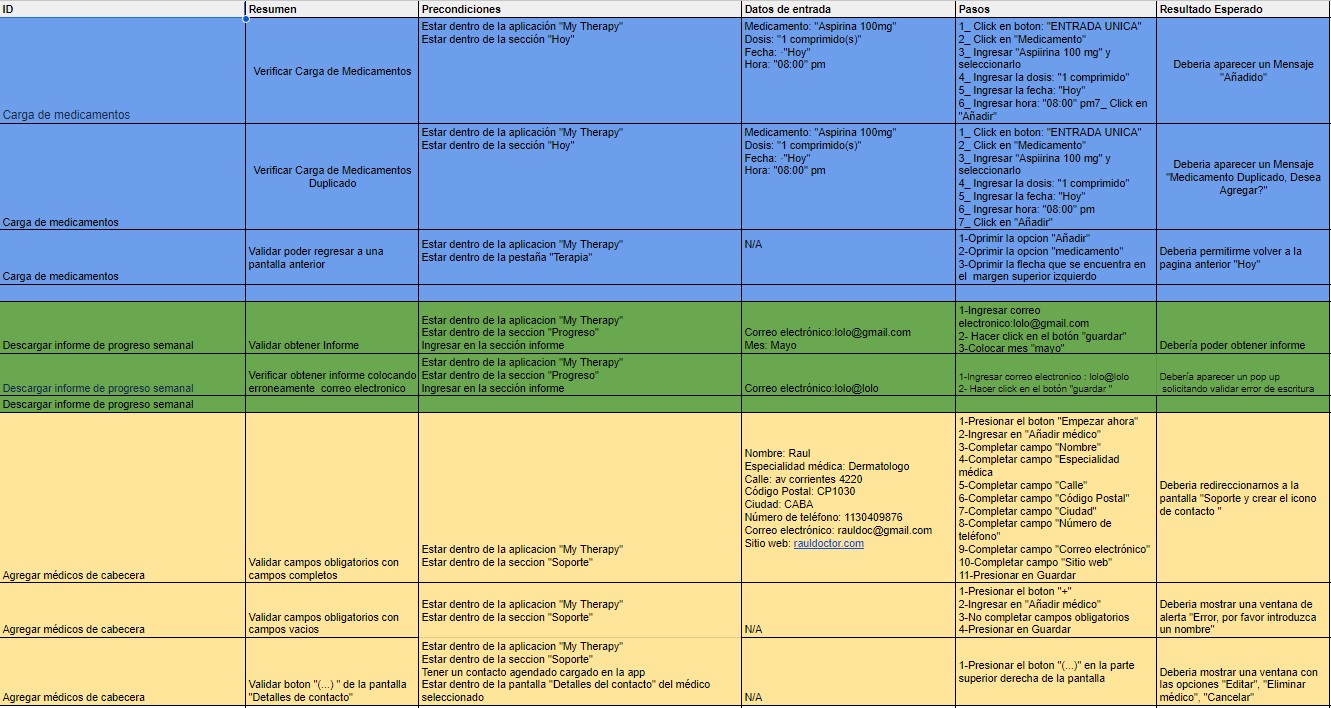 ID
Resumen
Precondiciones
Datos de entrada
Pasos
Resultado Esperado
Carga de medicamentos
Verificar Carga de Medicamentos
Estar dentro de la aplicación "My Therapy"
Estar dentro de la sección "Hoy"
Medicamento: "Aspirina 100mg"
Dosis: "1 comprimido(s)"
Fecha: -"Hoy"
Hora: "08:00" pm
1_ Click en boton: "ENTRADA UNICA"
2_ Click en "Medicamento"
3_ Ingresar "Aspiirina 100 mg" y
seleccionarlo
4_ Ingresar la dosis: "1 comprimido"
5_ Ingresar la fecha: "Hoy"
6_ Ingresar hora: "08:00" pm7_ Click en
"Añadir"
Deberia aparecer un Mensaje
"Añadido"
Carga de medicamentos
Verificar Carga de Medicamentos
Duplicado
Estar dentro de la aplicación "My Therapy"
Estar dentro de la sección "Hoy"
Medicamento: "Aspirina 100mg"
Dosis: "1 comprimido(s)"
Fecha: -"Hoy"
Hora: "08:00" pm
1_ Click en boton: "ENTRADA UNICA"
2_ Click en "Medicamento"
3_ Ingresar "Aspiirina 100 mg" y
seleccionarlo
4_ Ingresar la dosis: "1 comprimido"
5_ Ingresar la fecha: "Hoy"
6_ Ingresar hora: "08:00" pm
7_ Click en "Añadir"
Deberia aparecer un Mensaje
"Medicamento Duplicado, Desea
Agregar?"
Carga de medicamentos
Validar poder regresar a una
pantalla anterior
Estar dentro de la aplicacion "My Therapy"
Estar dentro de la pestaña "Terapia"
N/A
1-Oprimir la opcion "Añadir"
2-Oprimir la opcion "medicamento"
3-Oprimir la flecha que se encuentra en
el  margen superior izquierdo
Deberia permitirme volver a la
pagina anterior "Hoy"
Descargar informe de progreso semanal
Validar obtener Informe
Estar dentro de la aplicacion "My Therapy"
Estar dentro de la seccion "Progreso"
Ingresar en la sección informe
Correo electrónico:lolo@gmail.com
Mes: Mayo
1-Ingresar correo
electronico:lolo@gmail.com
2- Hacer click en el botón "guardar"
3-Colocar mes "mayo"
Debería poder obtener informe
Descargar informe de progreso semanal
Verificar obtener informe colocando
erroneamente  correo electronico
Estar dentro de la aplicacion "My Therapy"
Estar dentro de la seccion "Progreso"
Ingresar en la sección informe
Correo electrónico:lolo@lolo
1-Ingresar correo electronico : lolo@lolo
2- Hacer click en el botón "guardar "
Debería aparecer un pop up
solicitando validar error de escritura
Descargar informe de progreso semanal
Agregar médicos de cabecera
Validar campos obligatorios con
campos completos
Estar dentro de la aplicacion "My Therapy"
Estar dentro de la seccion "Soporte"
Nombre: Raul
Especialidad médica: Dermatologo
Calle: av corrientes 4220
Código Postal: CP1030
Ciudad: CABA
Número de teléfono: 1130409876
Correo electrónico: rauldoc@gmail.com
Sitio web: rauldoctor.com
1-Presionar el boton "Empezar ahora"
2-Ingresar en "Añadir médico"
3-Completar campo "Nombre"
4-Completar campo "Especialidad
médica
5-Completar campo "Calle"
6-Completar campo "Código Postal"
7-Completar campo "Ciudad"
8-Completar campo "Número de
teléfono"
9-Completar campo "Correo electrónico"
10-Completar campo "Sitio web"
11-Presionar en Guardar
Deberia redireccionarnos a la
pantalla "Soporte y crear el icono
de contacto "
Agregar médicos de cabecera
Validar campos obligatorios con
campos vacios
Estar dentro de la aplicacion "My Therapy"
Estar dentro de la seccion "Soporte"
N/A
1-Presionar el boton "+"
2-Ingresar en "Añadir médico"
3-No completar campos obligatorios
4-Presionar en Guardar
Deberia mostrar una ventana de
alerta "Error, por favor introduzca
un nombre"
Agregar médicos de cabecera
Validar boton "(...) " de la pantalla
"Detalles de contacto"
Estar dentro de la aplicacion "My Therapy"
Estar dentro de la seccion "Soporte"
Tener un contacto agendado cargado en la app
Estar dentro de la pantalla "Detalles del contacto" del médico
seleccionado
N/A
1-Presionar el boton "(...)" en la parte
superior derecha de la pantalla
Deberia mostrar una ventana con
las opciones "Editar", "Eliminar
médico", "Cancelar"